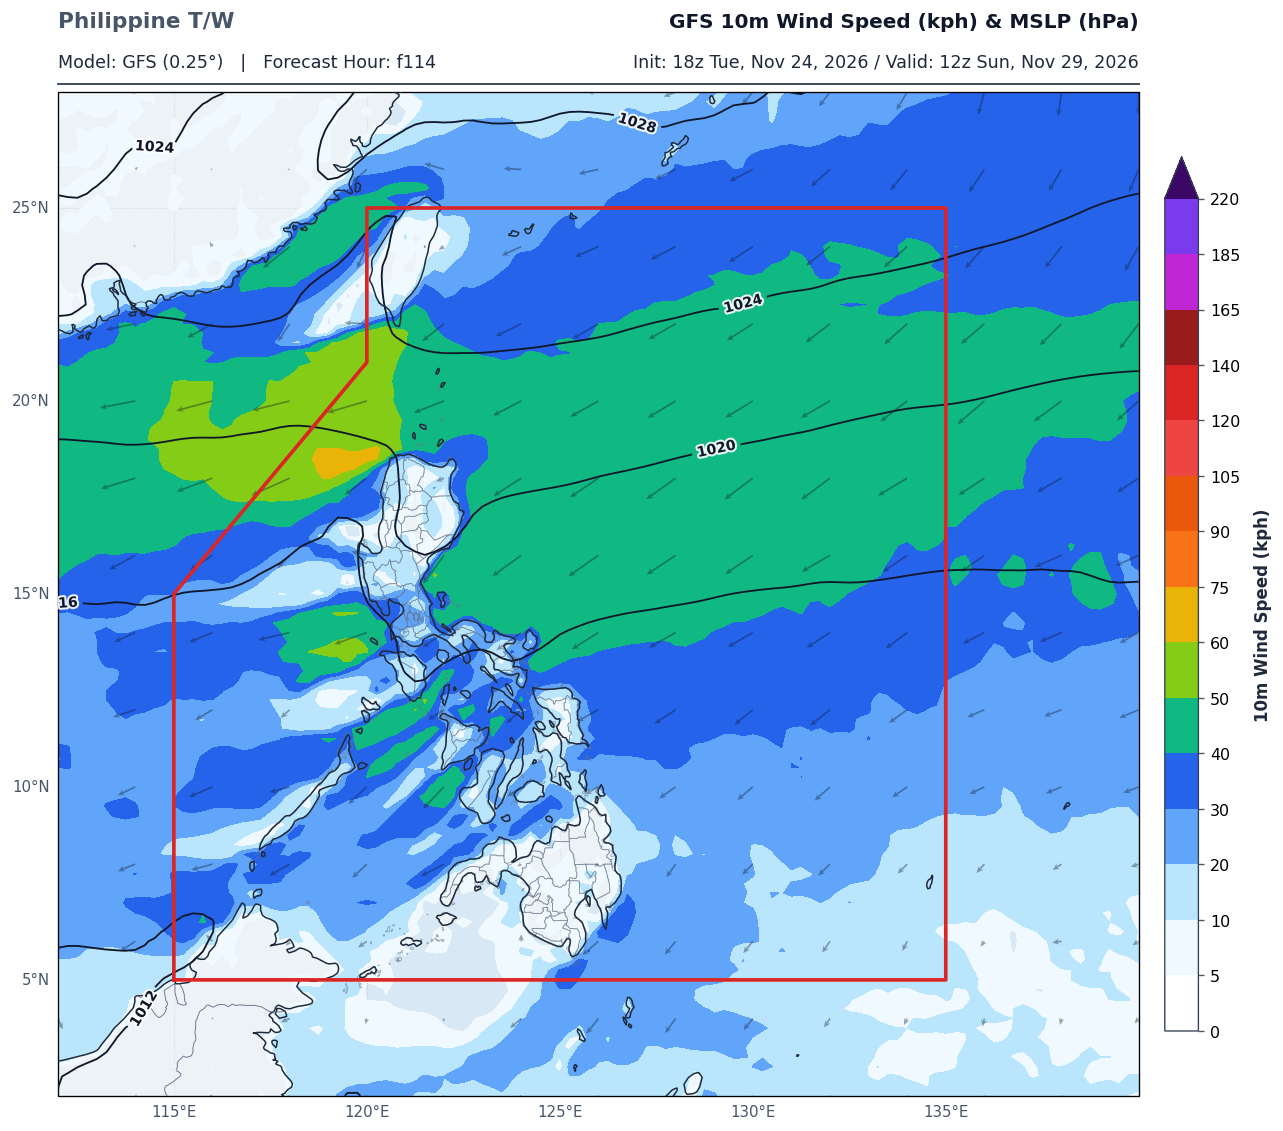 Philippine T/W
GFS 10m Wind Speed (kph) & MSLP (hPa)
Model: GFS (0.25°) | Forecast Hour: f114
Init: 18z Tue, Nov 24, 2026 / Valid: 12z Sun, Nov 29, 2026
1028
1024
25°N
1024
20°N
1020
15°N
16
10°N
5°N
1012
115°E
120°E
125°E
130°E
135°E
220
185
165
140
120
105
90
75
60
50
40
30
20
10
5
0
10m Wind Speed (kph)